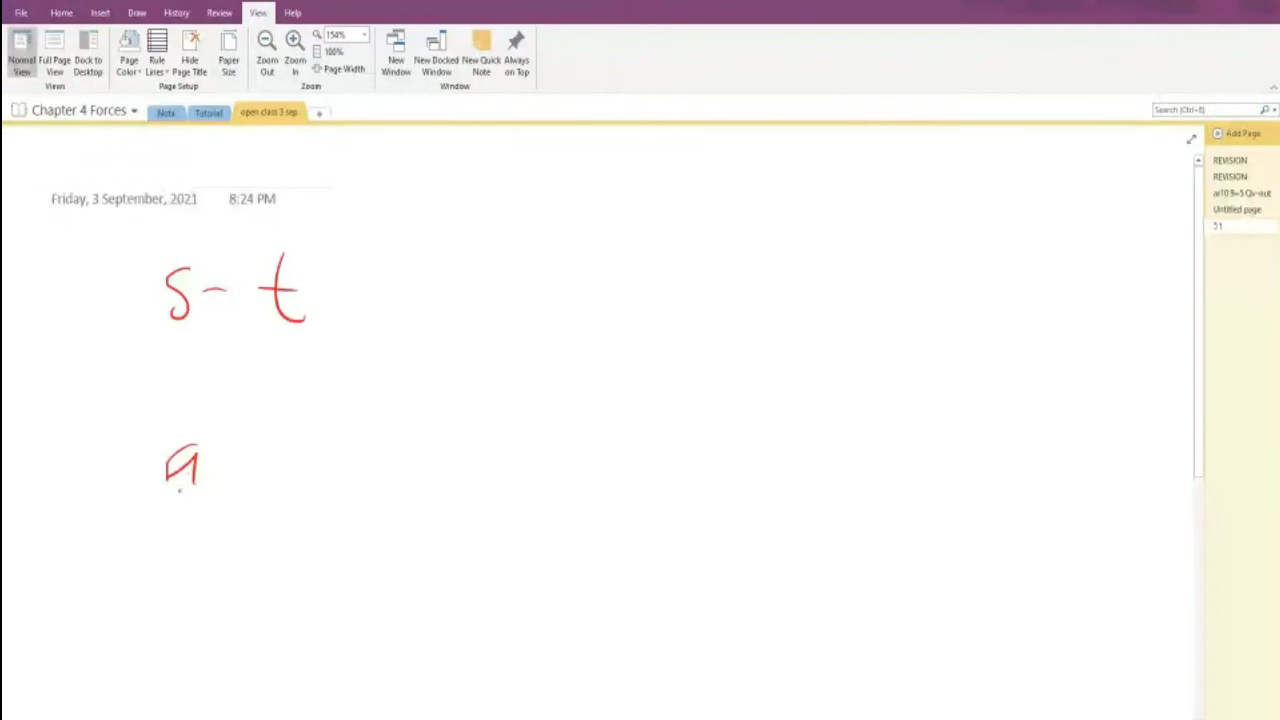 File Home Insert Draw History Review View Help
Normal View Full Page View Dock to Desktop Page Color Rule Lines Hide Page Title Paper Size Zoom Out Zoom In 154% 100% Page Width New Window New Docked Window New Quick Note Always on Top
Views Page Setup Zoom Window
Chapter 4 Forces Nota Tutorial open class 3 sep Search (Ctrl+E)
Add Page
REVISION
REVISION
Untitled page
S t
Friday, 3 September, 2021 8:24 PM
s - t
a